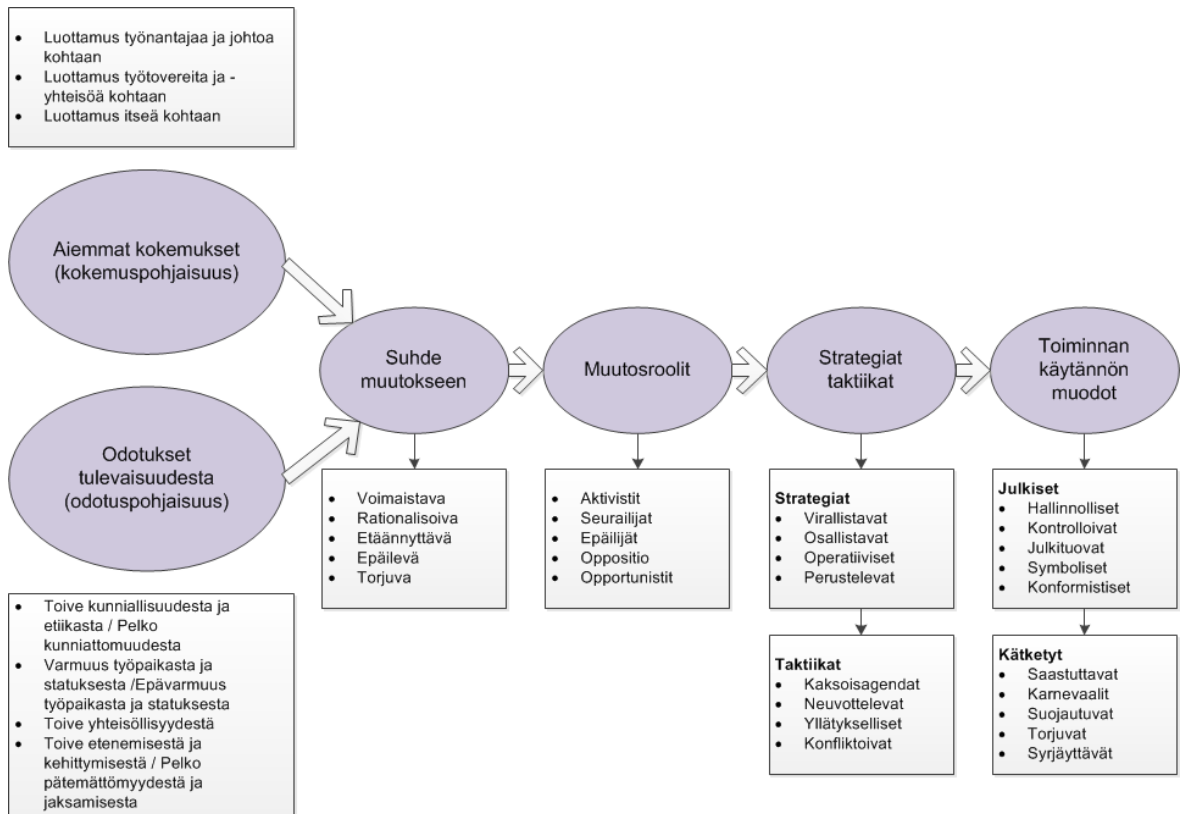 • Luottamus työnantajaa ja johtoa
kohtaan
• Luottamus työtovereita ja -
yhteisöä kohtaan
• Luottamus itseä kohtaan
Aiemmat kokemukset
(kokemuspohjaisuus)
Odotukset
tulevaisuudesta
(odotuspohjaisuus)
• Toive kunniallisuudesta ja
etiikasta / Pelko
kunniattomuudesta
• Varmuus työpaikasta ja
statuksesta /Epävarmuus
työpaikasta ja statuksesta
• Toive yhteisöllisyydestä
• Toive etenemisestä ja
kehittymisestä / Pelko
pätemättömyydestä ja
jaksamisesta
Suhde
muutokseen
• Voimaistava
• Rationalisoiva
• Etäännyttävä
• Epäilevä
• Torjuva
Muutosroolit
• Aktivistit
• Seurailijat
• Epäilijät
• Oppositio
• Opportunistit
Strategiat
taktiikat
Strategiat
• Virallistavat
• Osallistavat
• Operatiiviset
• Perustelevat
Taktiikat
• Kaksoisagendat
• Neuvottelevat
• Yllätykselliset
• Konfliktoivat
Toiminnan
käytännön
muodot
Julkiset
• Hallinnolliset
• Kontrolloivat
• Julkituovat
• Symboliset
• Konformistiset
Kätketyt
• Saastuttavat
• Karnevaalit
• Suojautuvat
• Torjuvat
• Syrjäyttävät